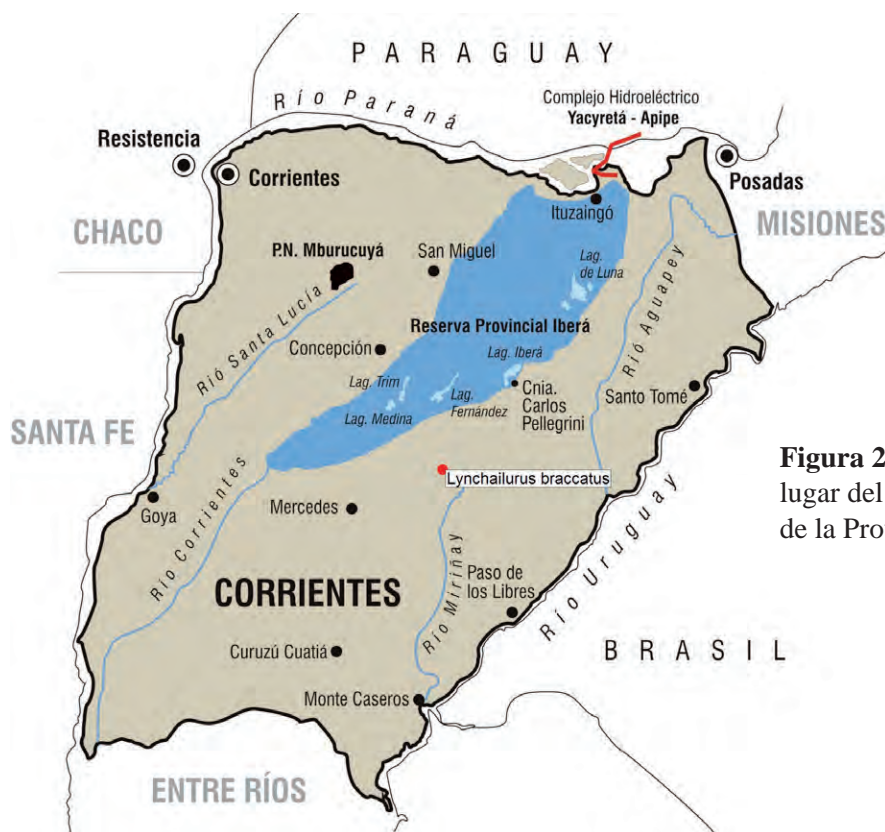 PARAGUAY
Río Paraná
Complejo Hidroeléctrico
Yacyretá - Apipe
Resistencia
Corrientes
Posadas
Ituzaingó
CHACO
MISIONES
P.N. Mburucuyá
San Miguel
Lag.
de Luna
Río Aguapey
Rió Santa Lucía
Reserva Provincial Iberá
Concepción
Lag. Iberá
Lag. Trim
Lag.
Fernández
Cnia.
Carlos
Pellegrini
Santo Tomé
Lag. Medina
SANTA FE
Figura 2
lugar del
de la Pro
Lynchailurus braccatus
Goya
Río Corrientes
Mercedes
Río Miriñay
Río Uruguay
CORRIENTES
Paso de
los Libres
Curuzú Cuatiá
BRASIL
Monte Caseros
ENTRE RÍOS